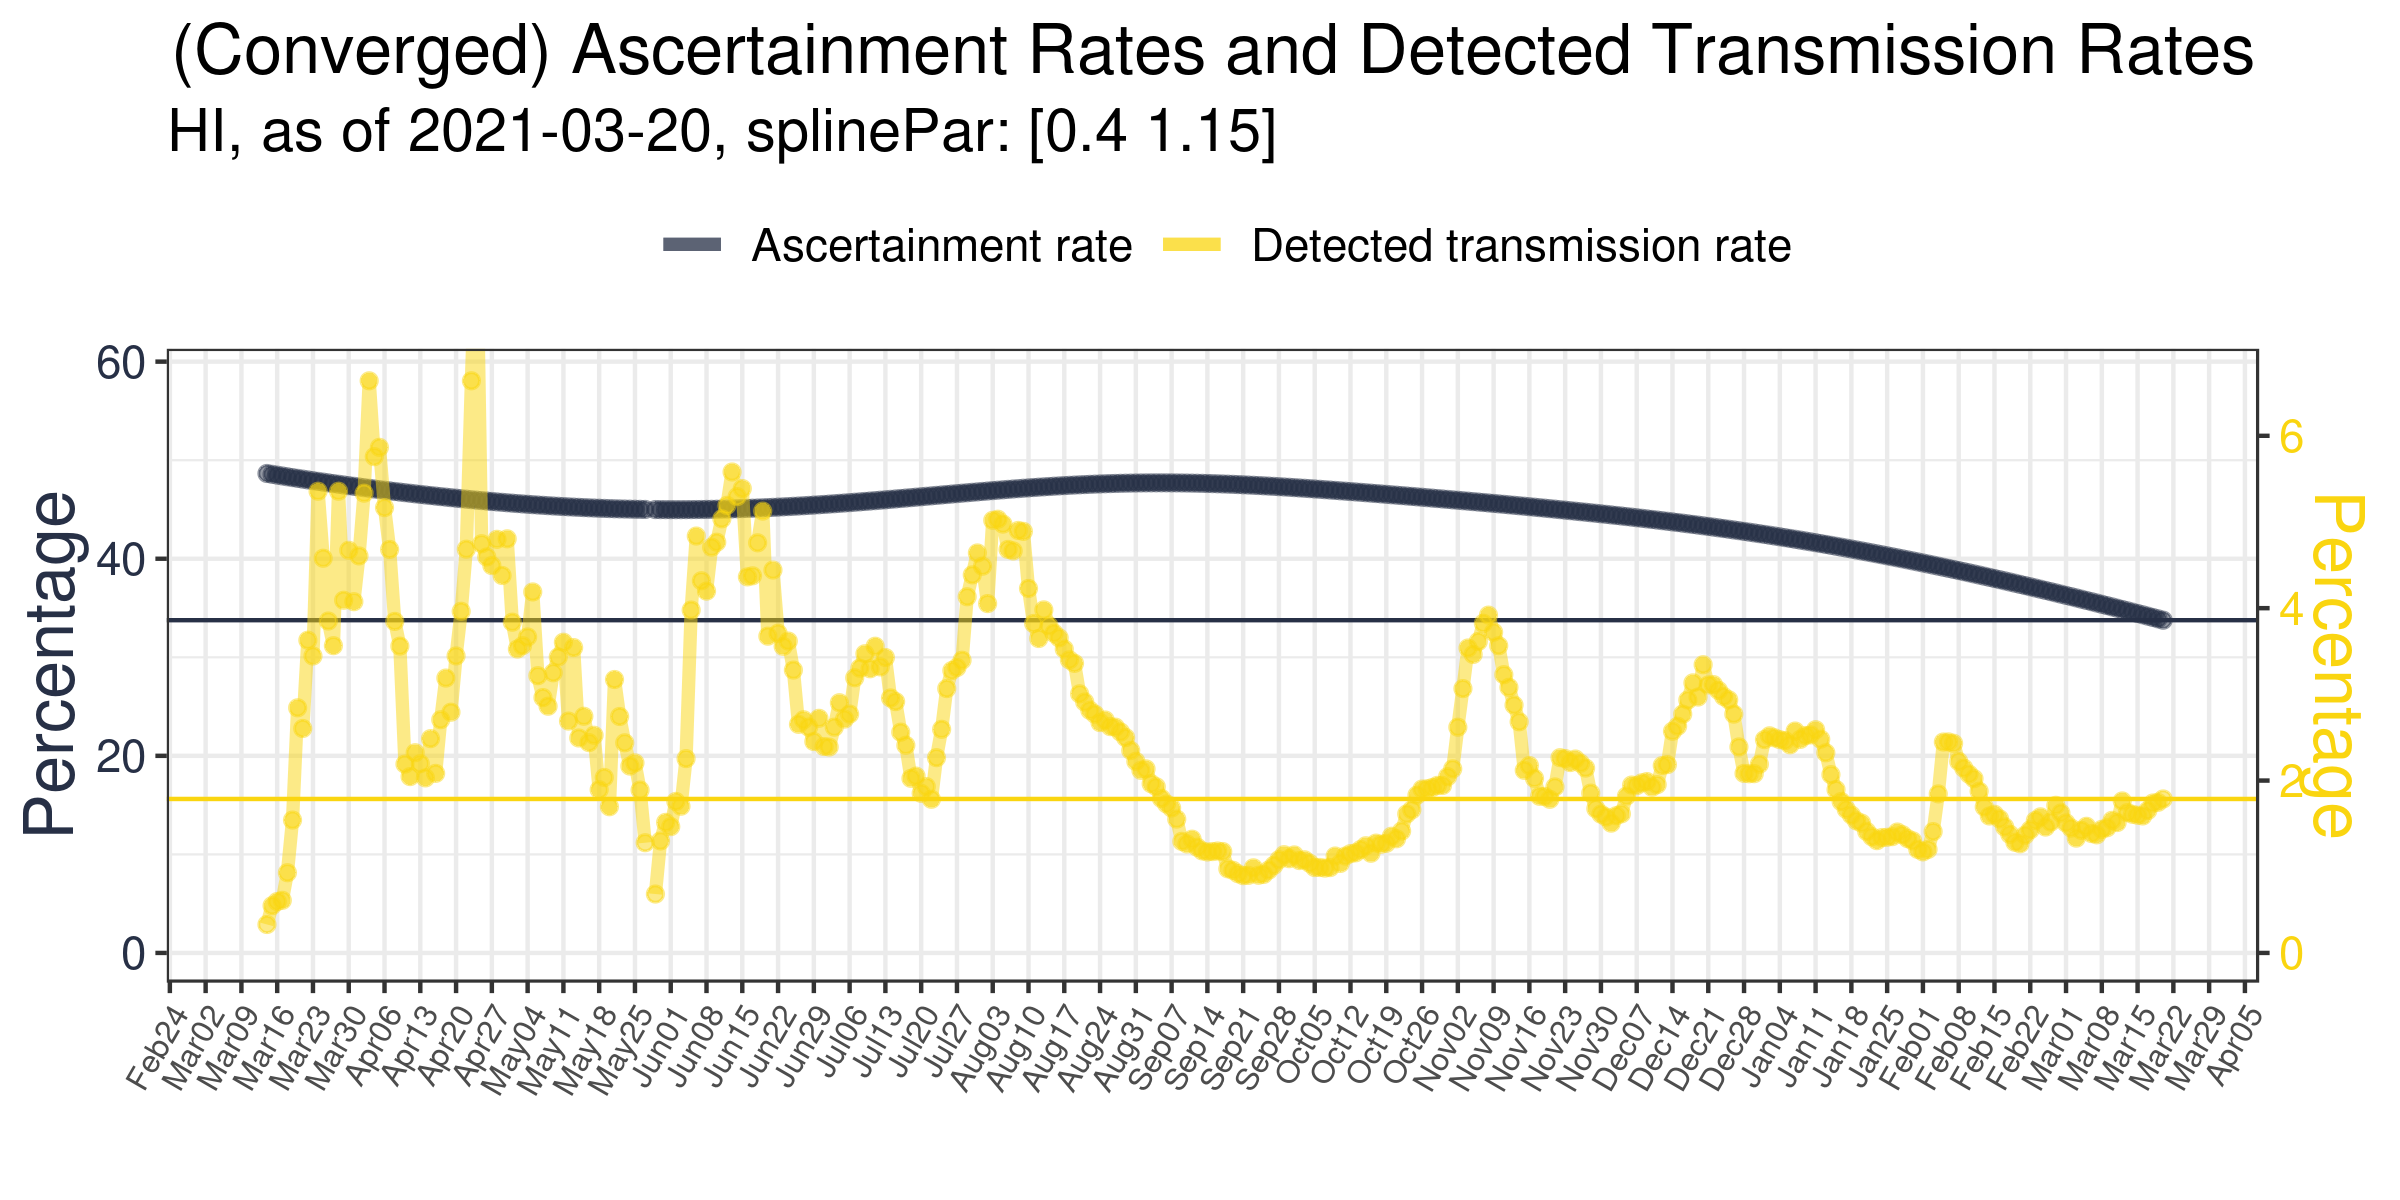 (Converged) Ascertainment Rates and Detected Transmission Rates
HI, as of 2021-03-20, splinePar: [0.4 1.15]
Ascertainment rate Detected transmission rate
Percentage
60
40
20
0
6
4
2
0
Percentage
Feb24 Mar02 Mar09 Mar16 Mar23 Mar30 Apr06 Apr13 Apr20 Apr27 May04 May11 May18 May25 Jun01 Jun08 Jun15 Jun22 Jun29 Jul06 Jul13 Jul20 Jul27 Aug03 Aug10 Aug17 Aug24 Aug31 Sep07 Sep14 Sep21 Sep28 Oct05 Oct12 Oct19 Oct26 Nov02 Nov09 Nov16 Nov23 Nov30 Dec07 Dec14 Dec21 Dec28 Jan04 Jan11 Jan18 Jan25 Feb01 Feb08 Feb15 Feb22 Mar01 Mar08 Mar15 Mar22 Mar29 Apr05